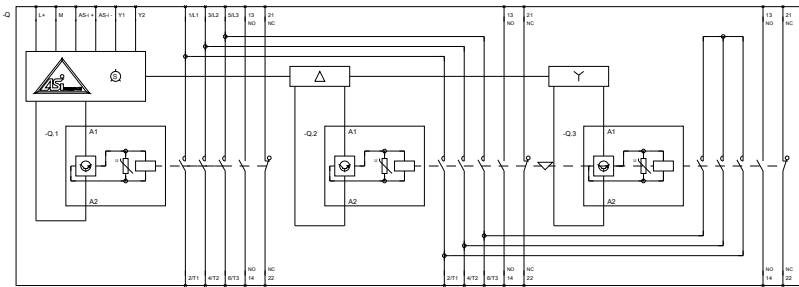 -Q L+ M AS-i + AS-i - Y1 Y2 1/L1 3/L2 5/L3 13 21 13 21 13 21
NO NC NO NC NO NC
S
ASi
-Q.1 A1 -Q.2 A1 -Q.3 A1
U U U
A2 A2 A2
NO NC NO NC NO NC
2/T1 4/T2 6/T3 14 22 2/T1 4/T2 6/T3 14 22 14 22